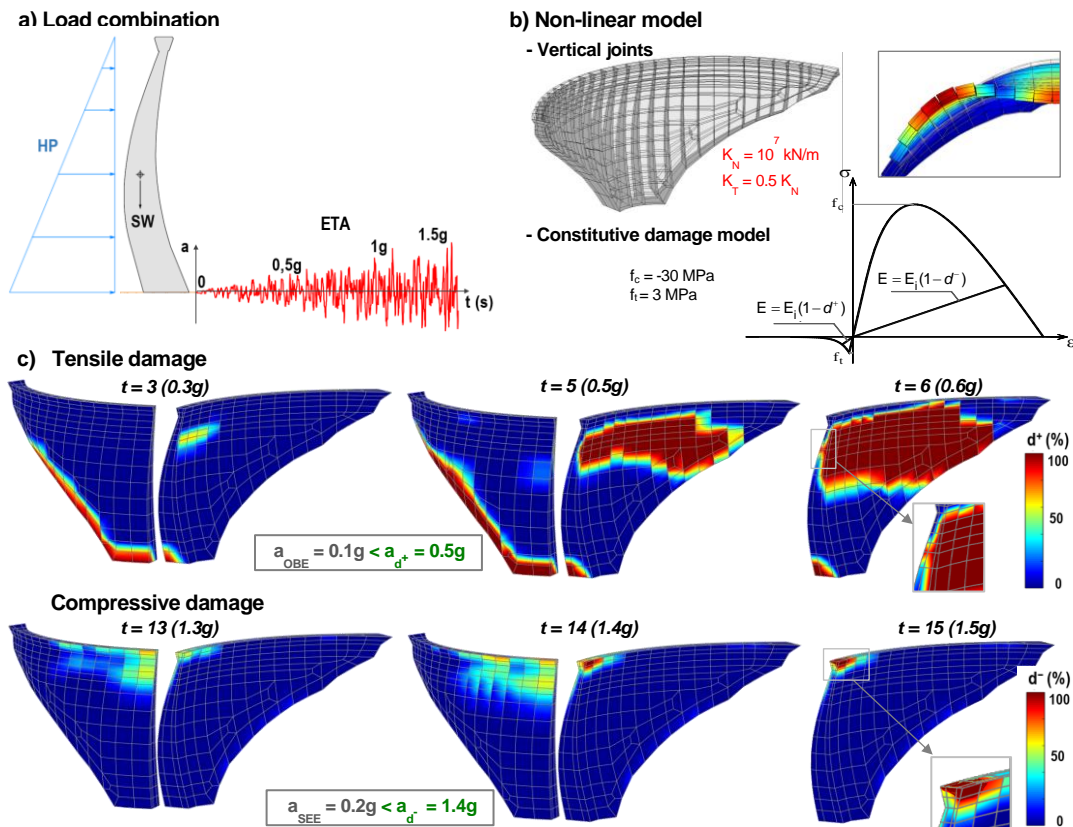 a) Load combination
HP
SW
a
0
0,5g
ETA
1g
1.5g
t (s)
b) Non-linear model
- Vertical joints
K_N = 10^7 kN/m
K_T = 0.5 K_N
- Constitutive damage model
f_c = -30 MPa
f_t = 3 MPa
σ
f_c
E = E_i(1-d^-)
E = E_i(1-d^+)
f_t
ε
c) Tensile damage
t = 3 (0.3g)
t = 5 (0.5g)
t = 6 (0.6g)
a_OBE = 0.1g < a_d+ = 0.5g
d^+ (%)
100
50
0
Compressive damage
t = 13 (1.3g)
t = 14 (1.4g)
t = 15 (1.5g)
a_SEE = 0.2g < a_d- = 1.4g
d^- (%)
100
50
0